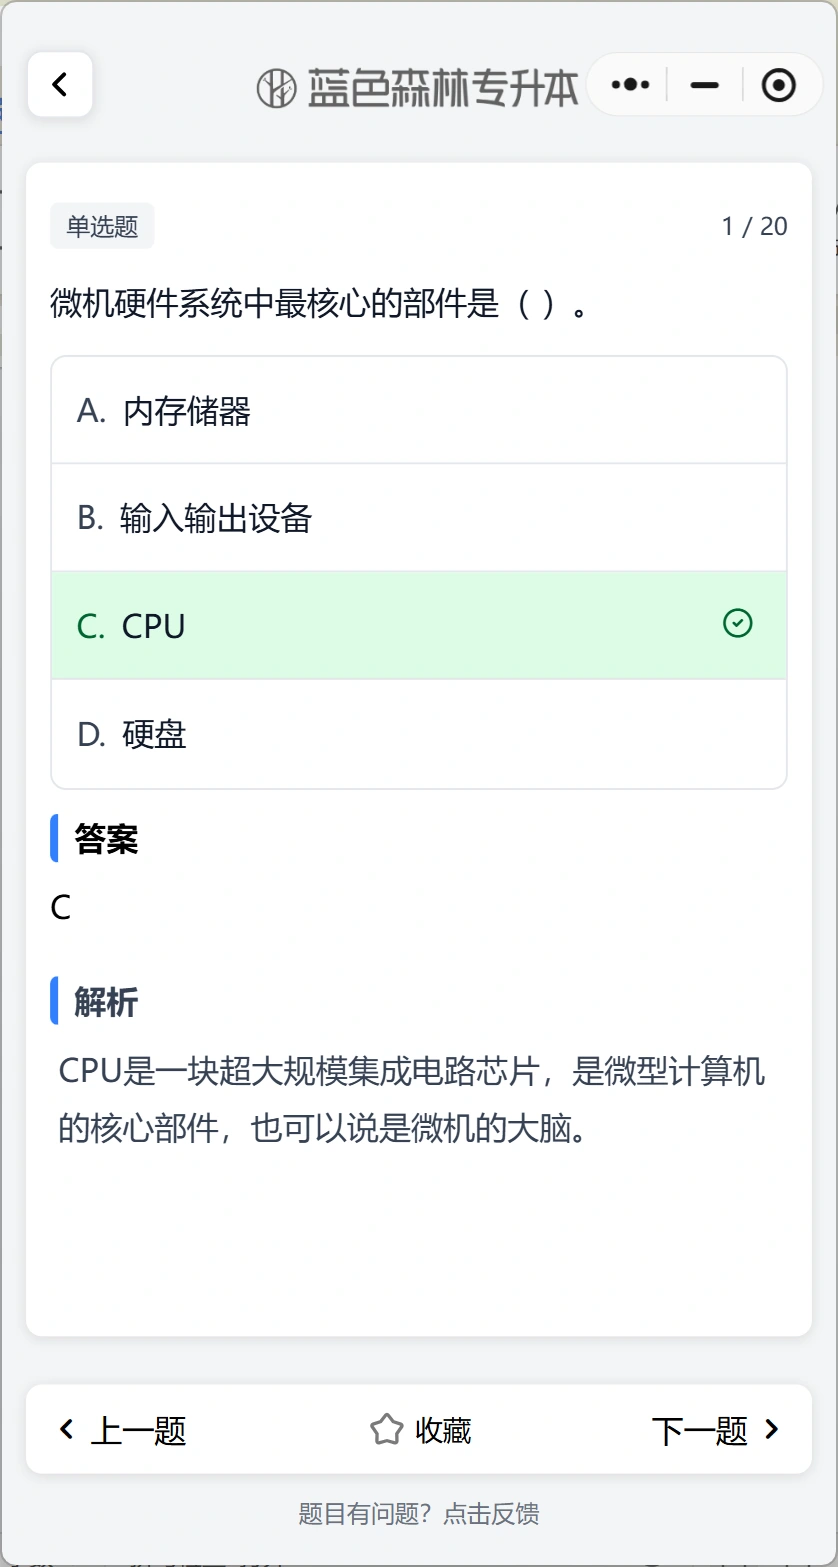 蓝色森林专升本
单选题
1 / 20
微机硬件系统中最核心的部件是（ ）。
A. 内存储器
B. 输入输出设备
C. CPU
D. 硬盘
答案
C
解析
CPU是一块超大规模集成电路芯片，是微型计算机
的核心部件，也可以说是微机的大脑。
上一题
收藏
下一题
题目有问题？点击反馈